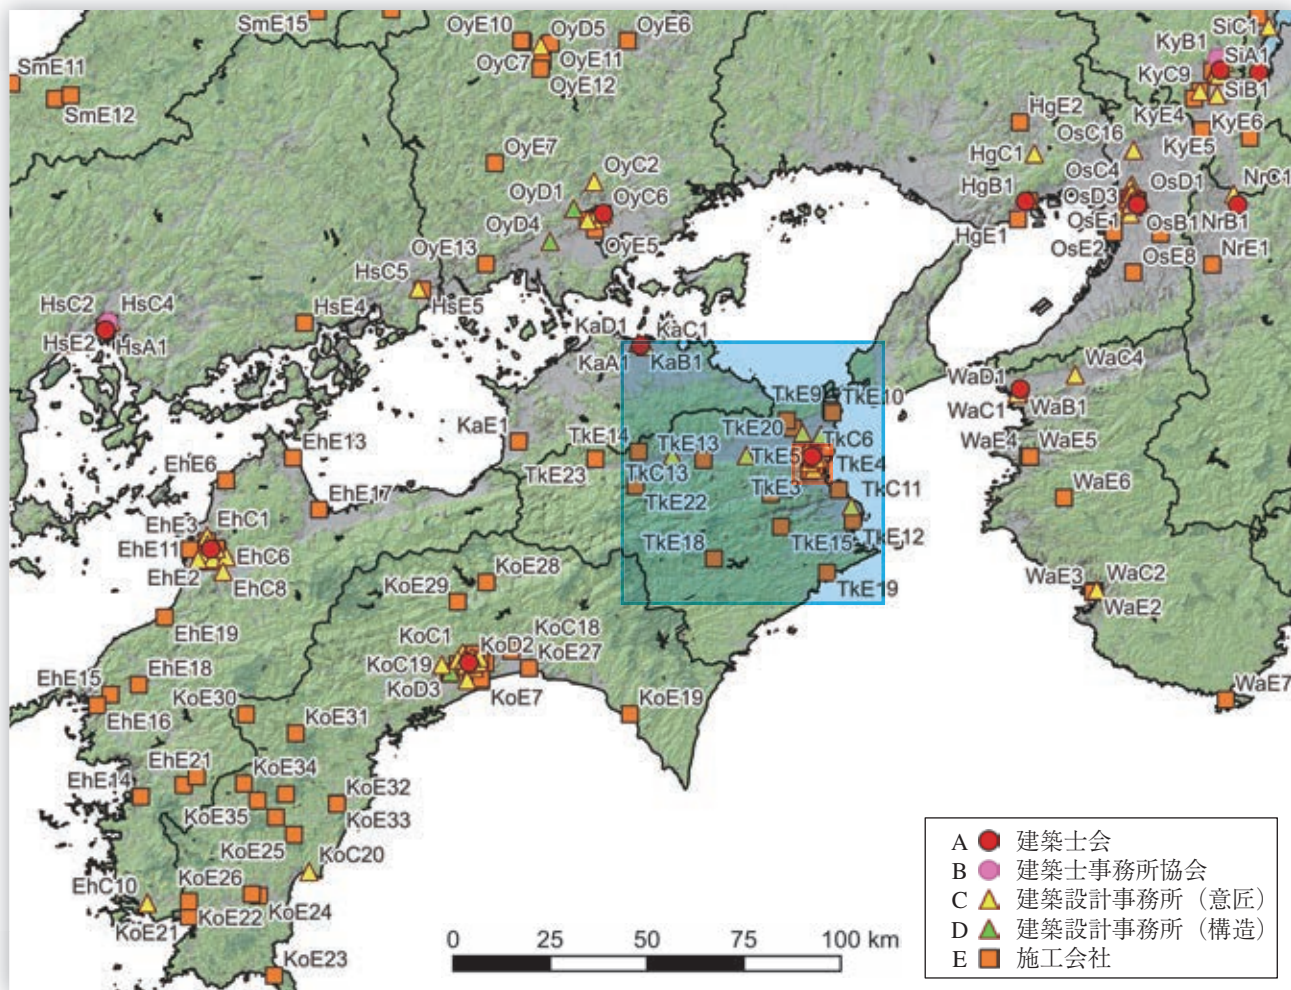 SmE15
OyE10
OyD5
OyE6
SiC1
KyB1
SiA1
SmE11
OyC7
OyE11
KyC9
SiB1
OyE12
SmE12
HgE2
KyE4
KyE6
OsC16
KyE5
OyE7
OyC2
HgC1
OsC4
NrC1
OyD1
OyC6
HgB1
OsD3
OsD1
OyD4
OsE1
OsB1
NrB1
OyE13
OyE5
HgE1
OsE2
OsE8
NrE1
HsC5
HsC2
HsC4
HsE4
HsE5
KaD1
KaC1
HsE2
HsA1
KaA1
KaB1
WaD1
WaC4
TkE9
TkE10
WaC1
WaB1
KaE1
TkE14
TkE20
TkC6
WaE4
WaE5
EhE13
TkE13
TkE5
TkE4
EhE6
TkE23
TkC13
TkE3
TkC11
WaE6
EhE17
TkE22
EhE3
EhC1
TkE18
TkE15
TkE12
EhE11
EhC6
EhE2
EhC8
KoE29
KoE28
TkE19
WaE3
WaC2
WaE2
EhE19
KoC1
KoD2
KoC18
EhE18
KoC19
KoE27
EhE15
KoD3
KoE7
KoE19
WaE7
EhE16
KoE30
KoE31
EhE21
KoE34
EhE14
KoE32
KoE35
KoE33
KoE25
KoC20
EhC10
KoE26
KoE21
KoE22
KoE24
KoE23
0 25 50 75 100 km
A 建築士会
B 建築士事務所協会
C 建築設計事務所（意匠）
D 建築設計事務所（構造）
E 施工会社